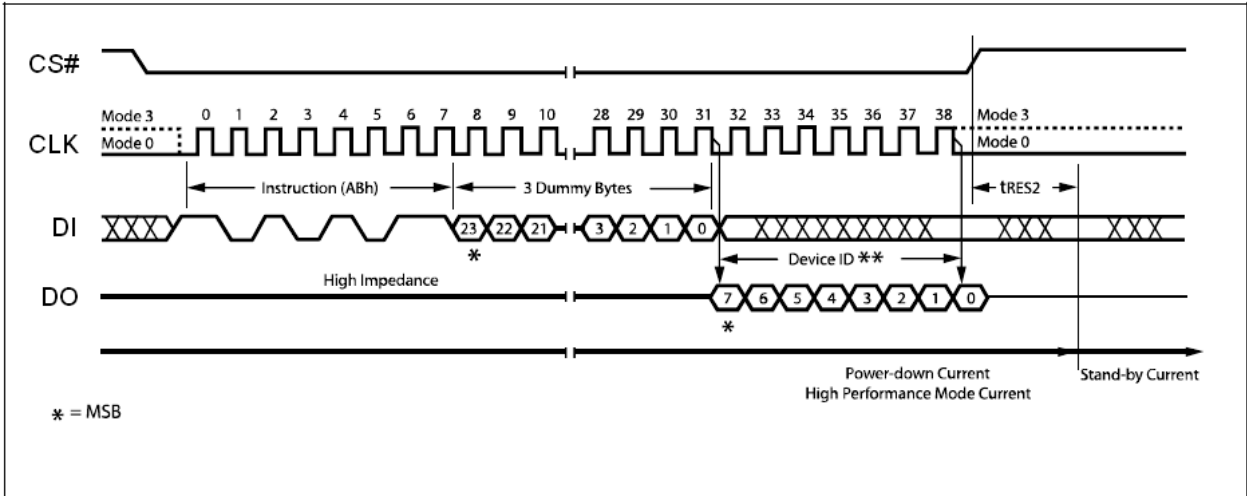 CS#
Mode 3 0 1 2 3 4 5 6 7 8 9 10 28 29 30 31 32 33 34 35 36 37 38 Mode 3
CLK Mode 0 Mode 0
Instruction (ABh) 3 Dummy Bytes tRES2
DI 23 22 21 3 2 1 0
* Device ID **
High Impedance
DO 7 6 5 4 3 2 1 0
*
Power-down Current Stand-by Current
High Performance Mode Current
* = MSB